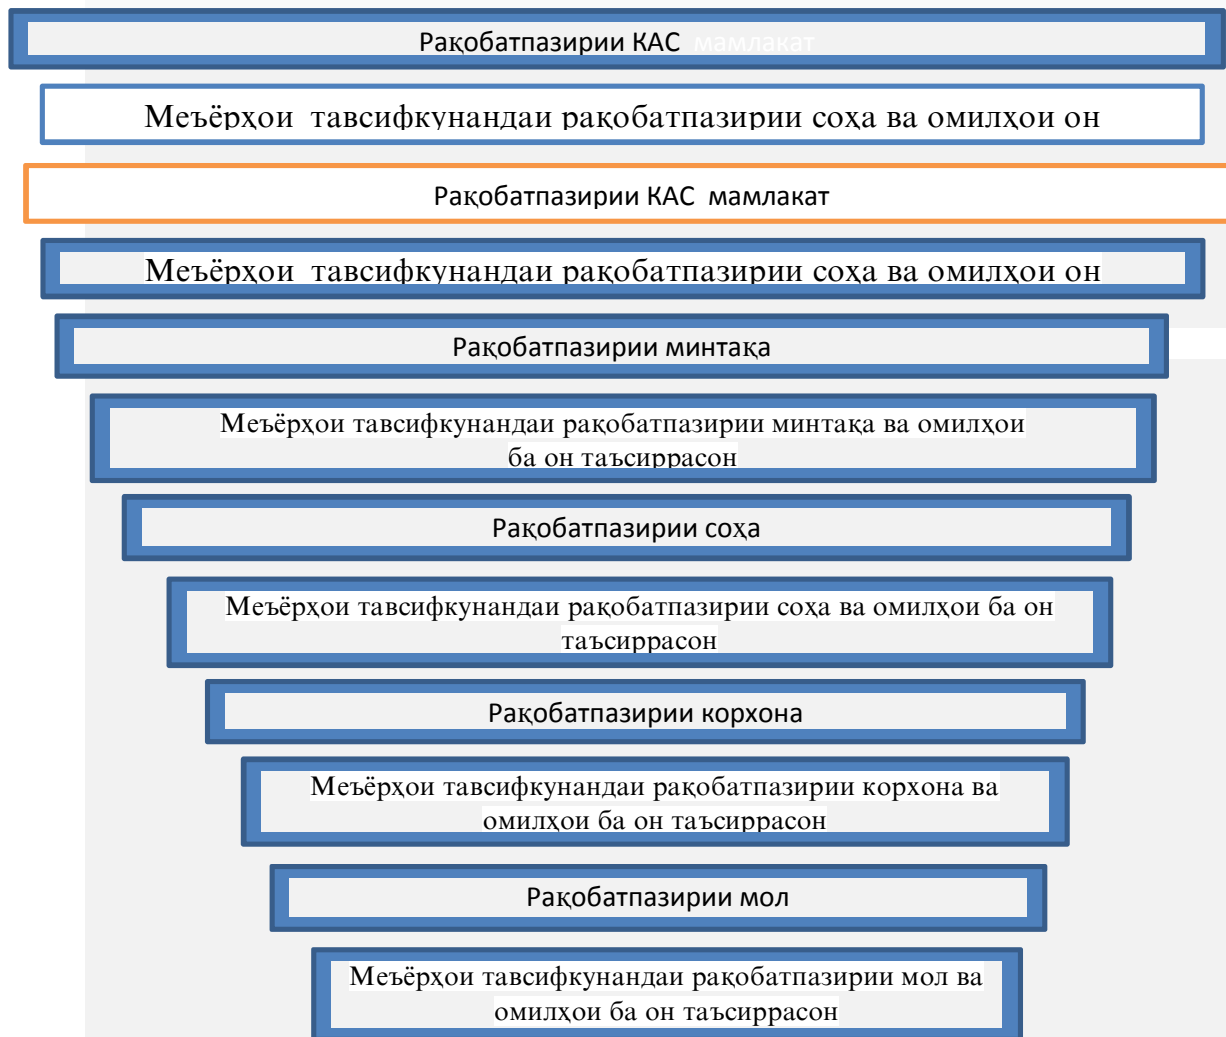 Рақобатпазирии КАС мамлакат
Меъёрҳои тавсифкунандаи рақобатпазирии соҳа ва омилҳои он
Рақобатпазирии КАС мамлакат
Меъёрҳои тавсифкунандаи рақобатпазирии соҳа ва омилҳои он
Рақобатпазирии минтақа
Меъёрҳои тавсифкунандаи рақобатпазирии минтақа ва омилҳои
ба он таъсиррасон
Рақобатпазирии соҳа
Меъёрҳои тавсифкунандаи рақобатпазирии соҳа ва омилҳои ба он
таъсиррасон
Рақобатпазирии корхона
Меъёрҳои тавсифкунандаи рақобатпазирии корхона ва
омилҳои ба он таъсиррасон
Рақобатпазирии мол
Меъёрҳои тавсифкунандаи рақобатпазирии мол ва
омилҳои ба он таъсиррасон